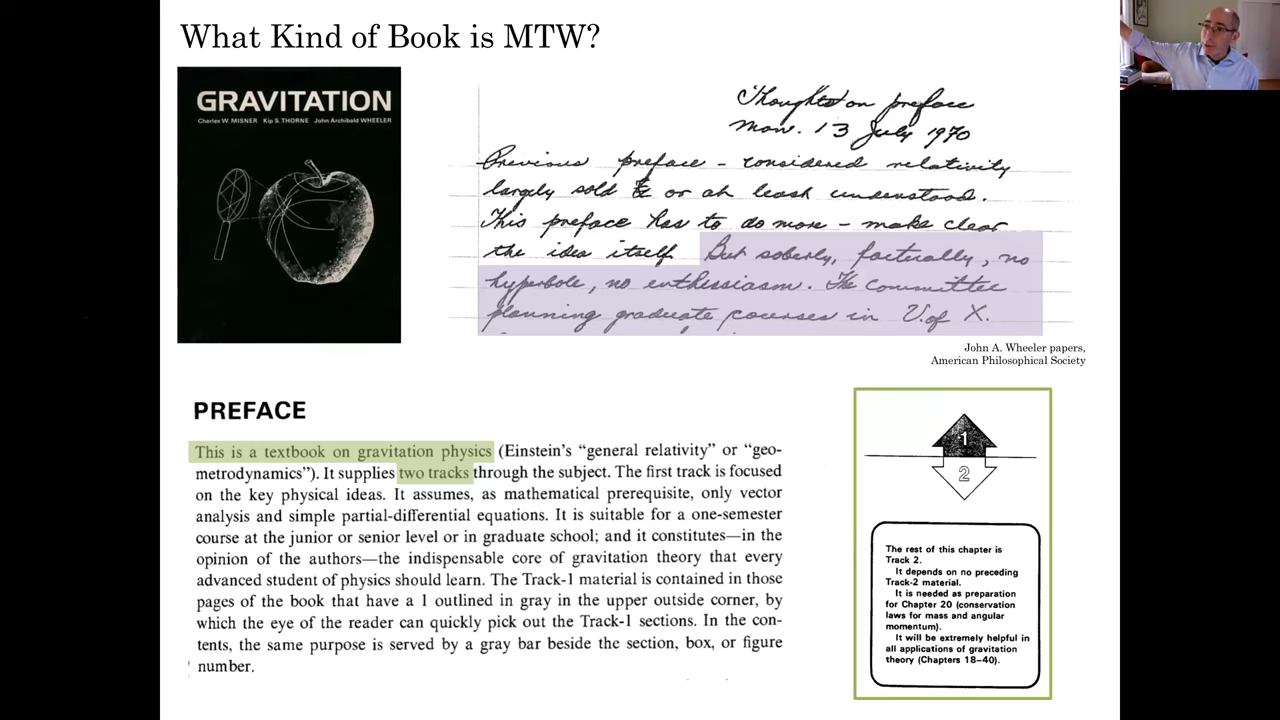 What Kind of Book is MTW?
GRAVITATION
Charles W. MISNER Kip S. THORNE John Archibald WHEELER
Thoughts on preface
Mon. 13 July 1970
Previous preface – considered relativity
largely sold or at least understood.
This preface has to do more – make clear
the idea itself. But soberly, factually, no
hyperbole, no enthusiasm. The committee
planning graduate courses in U. of X.
John A. Wheeler papers,
American Philosophical Society
PREFACE
This is a textbook on gravitation physics (Einstein's "general relativity" or "geo-
metrodynamics"). It supplies two tracks through the subject. The first track is focused
on the key physical ideas. It assumes, as mathematical prerequisite, only vector
analysis and simple partial-differential equations. It is suitable for a one-semester
course at the junior or senior level or in graduate school; and it constitutes—in the
opinion of the authors—the indispensable core of gravitation theory that every
advanced student of physics should learn. The Track-1 material is contained in those
pages of the book that have a 1 outlined in gray in the upper outside corner, by
which the eye of the reader can quickly pick out the Track-1 sections. In the con-
tents, the same purpose is served by a gray bar beside the section, box, or figure
number.
1
2
The rest of this chapter is
Track 2.
It depends on no preceding
Track-2 material.
It is needed as preparation
for Chapter 20 (conservation
laws for mass and angular
momentum).
It will be extremely helpful in
all applications of gravitation
theory (Chapters 18–40).